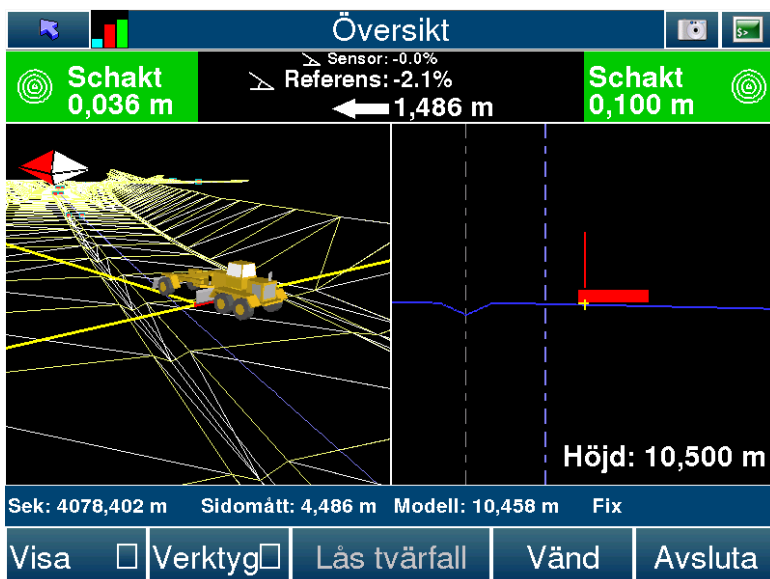 Översikt
Schakt
0,036 m
Sensor: -0.0%
Referens: -2.1%
1,486 m
Schakt
0,100 m
Höjd: 10,500 m
Sek: 4078,402 m Sidomått: 4,486 m Modell: 10,458 m Fix
Visa Verktyg Lås tvärfall Vänd Avsluta